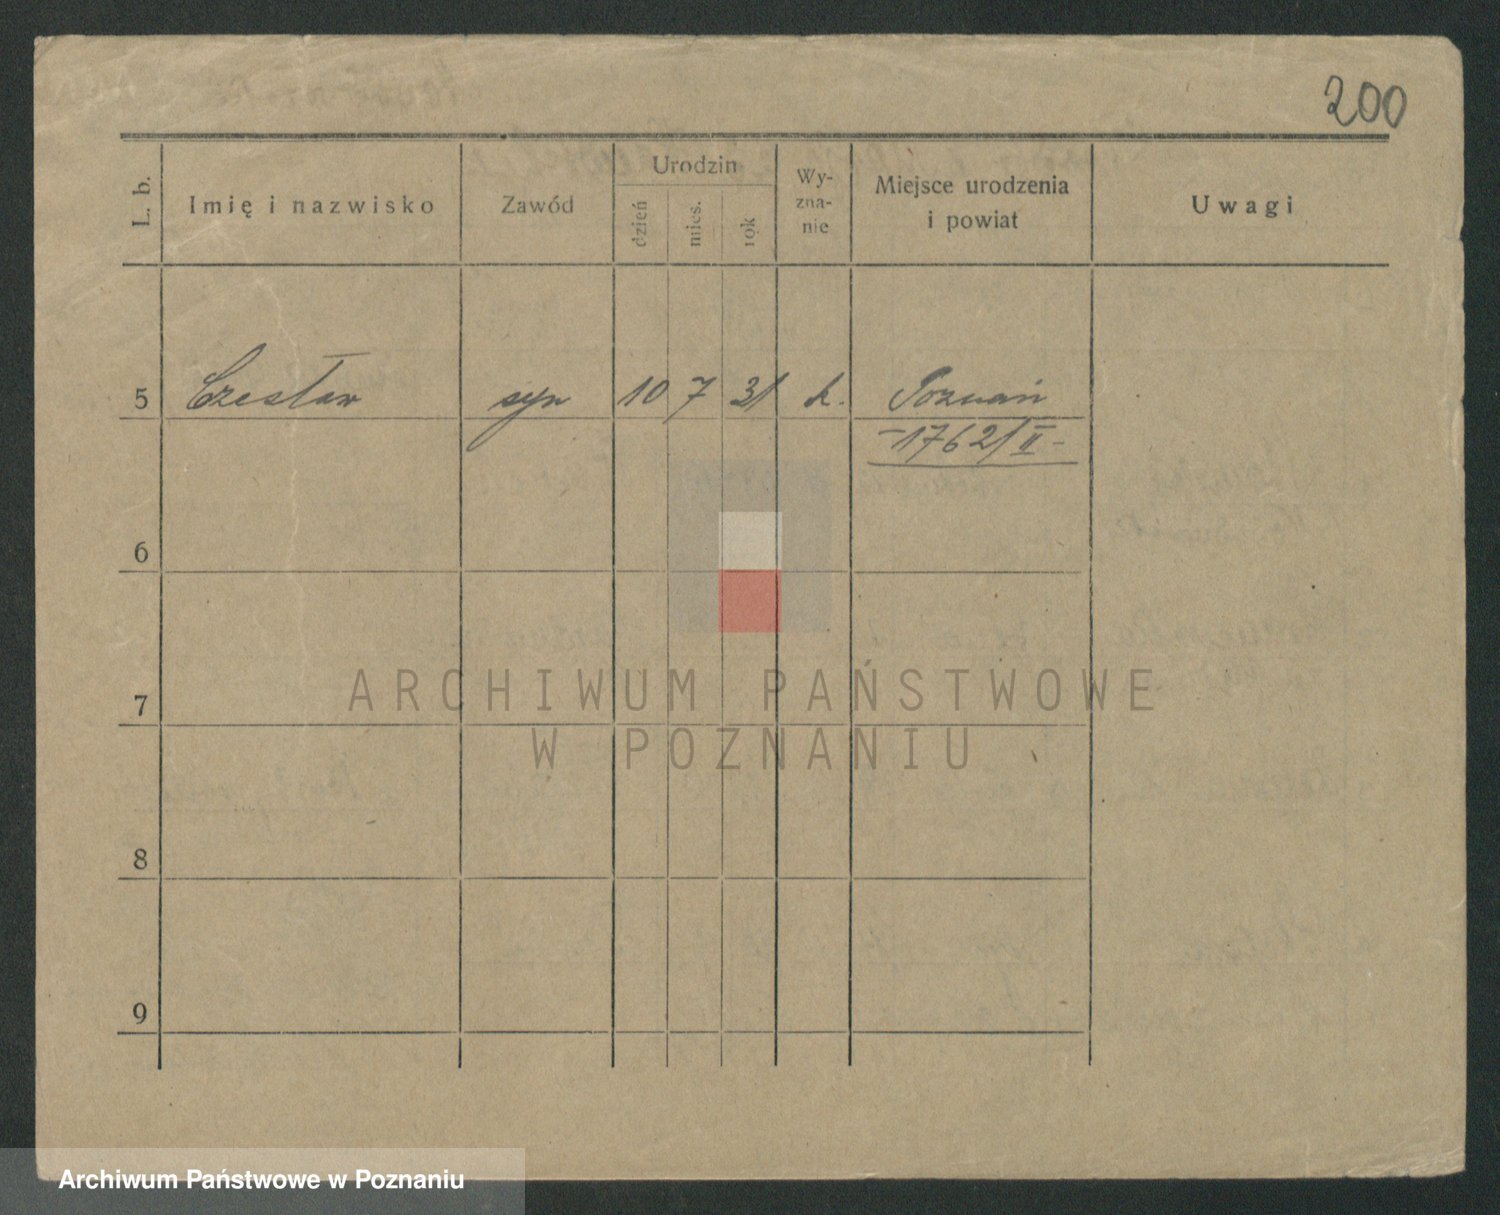 200
L. b.
Imię i nazwisko
Zawód
Urodzin
dzień
mies.
rok
Wy-
zna-
nie
Miejsce urodzenia
i powiat
Uwagi
5 Czesław syn 10 7 31 k. Poznań
-1762/II-
6
7
8
9
ARCHIWUM PAŃSTWOWE
W POZNANIU
Archiwum Państwowe w Poznaniu